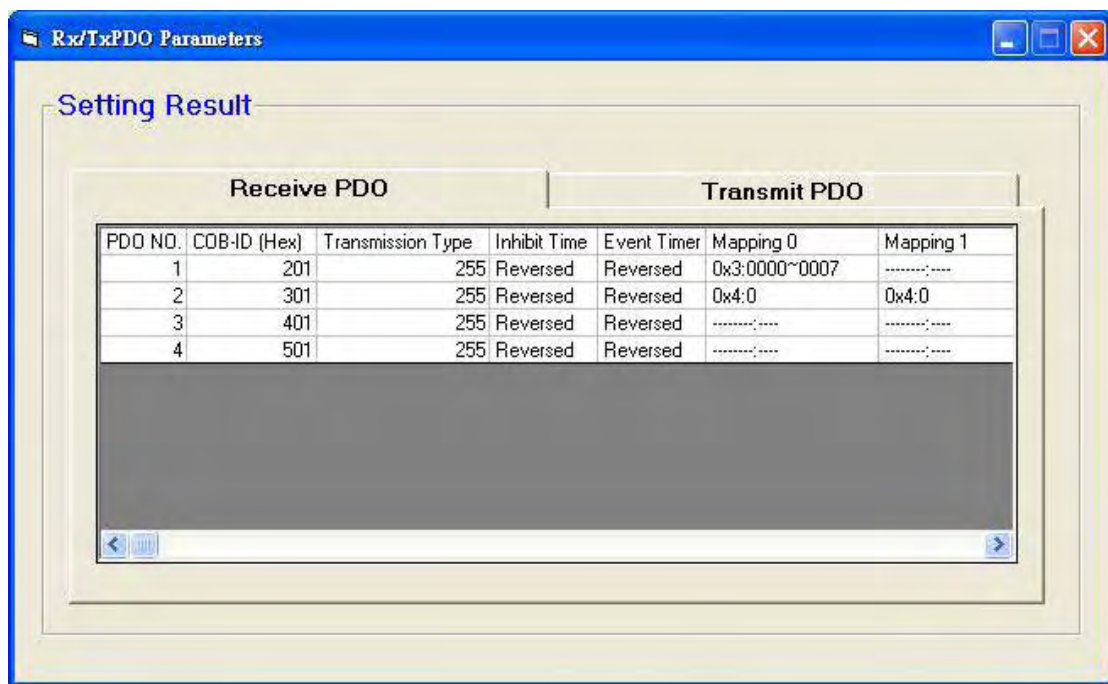 Rx/TxPDO Parameters
Setting Result
Receive PDO Transmit PDO
PDO NO. COB-ID (Hex) Transmission Type Inhibit Time Event Timer Mapping 0 Mapping 1
1 201 255 Reversed Reversed 0x3:0000~0007 --------:----
2 301 255 Reversed Reversed 0x4:0 0x4:0
3 401 255 Reversed Reversed --------:---- --------:----
4 501 255 Reversed Reversed --------:---- --------:----